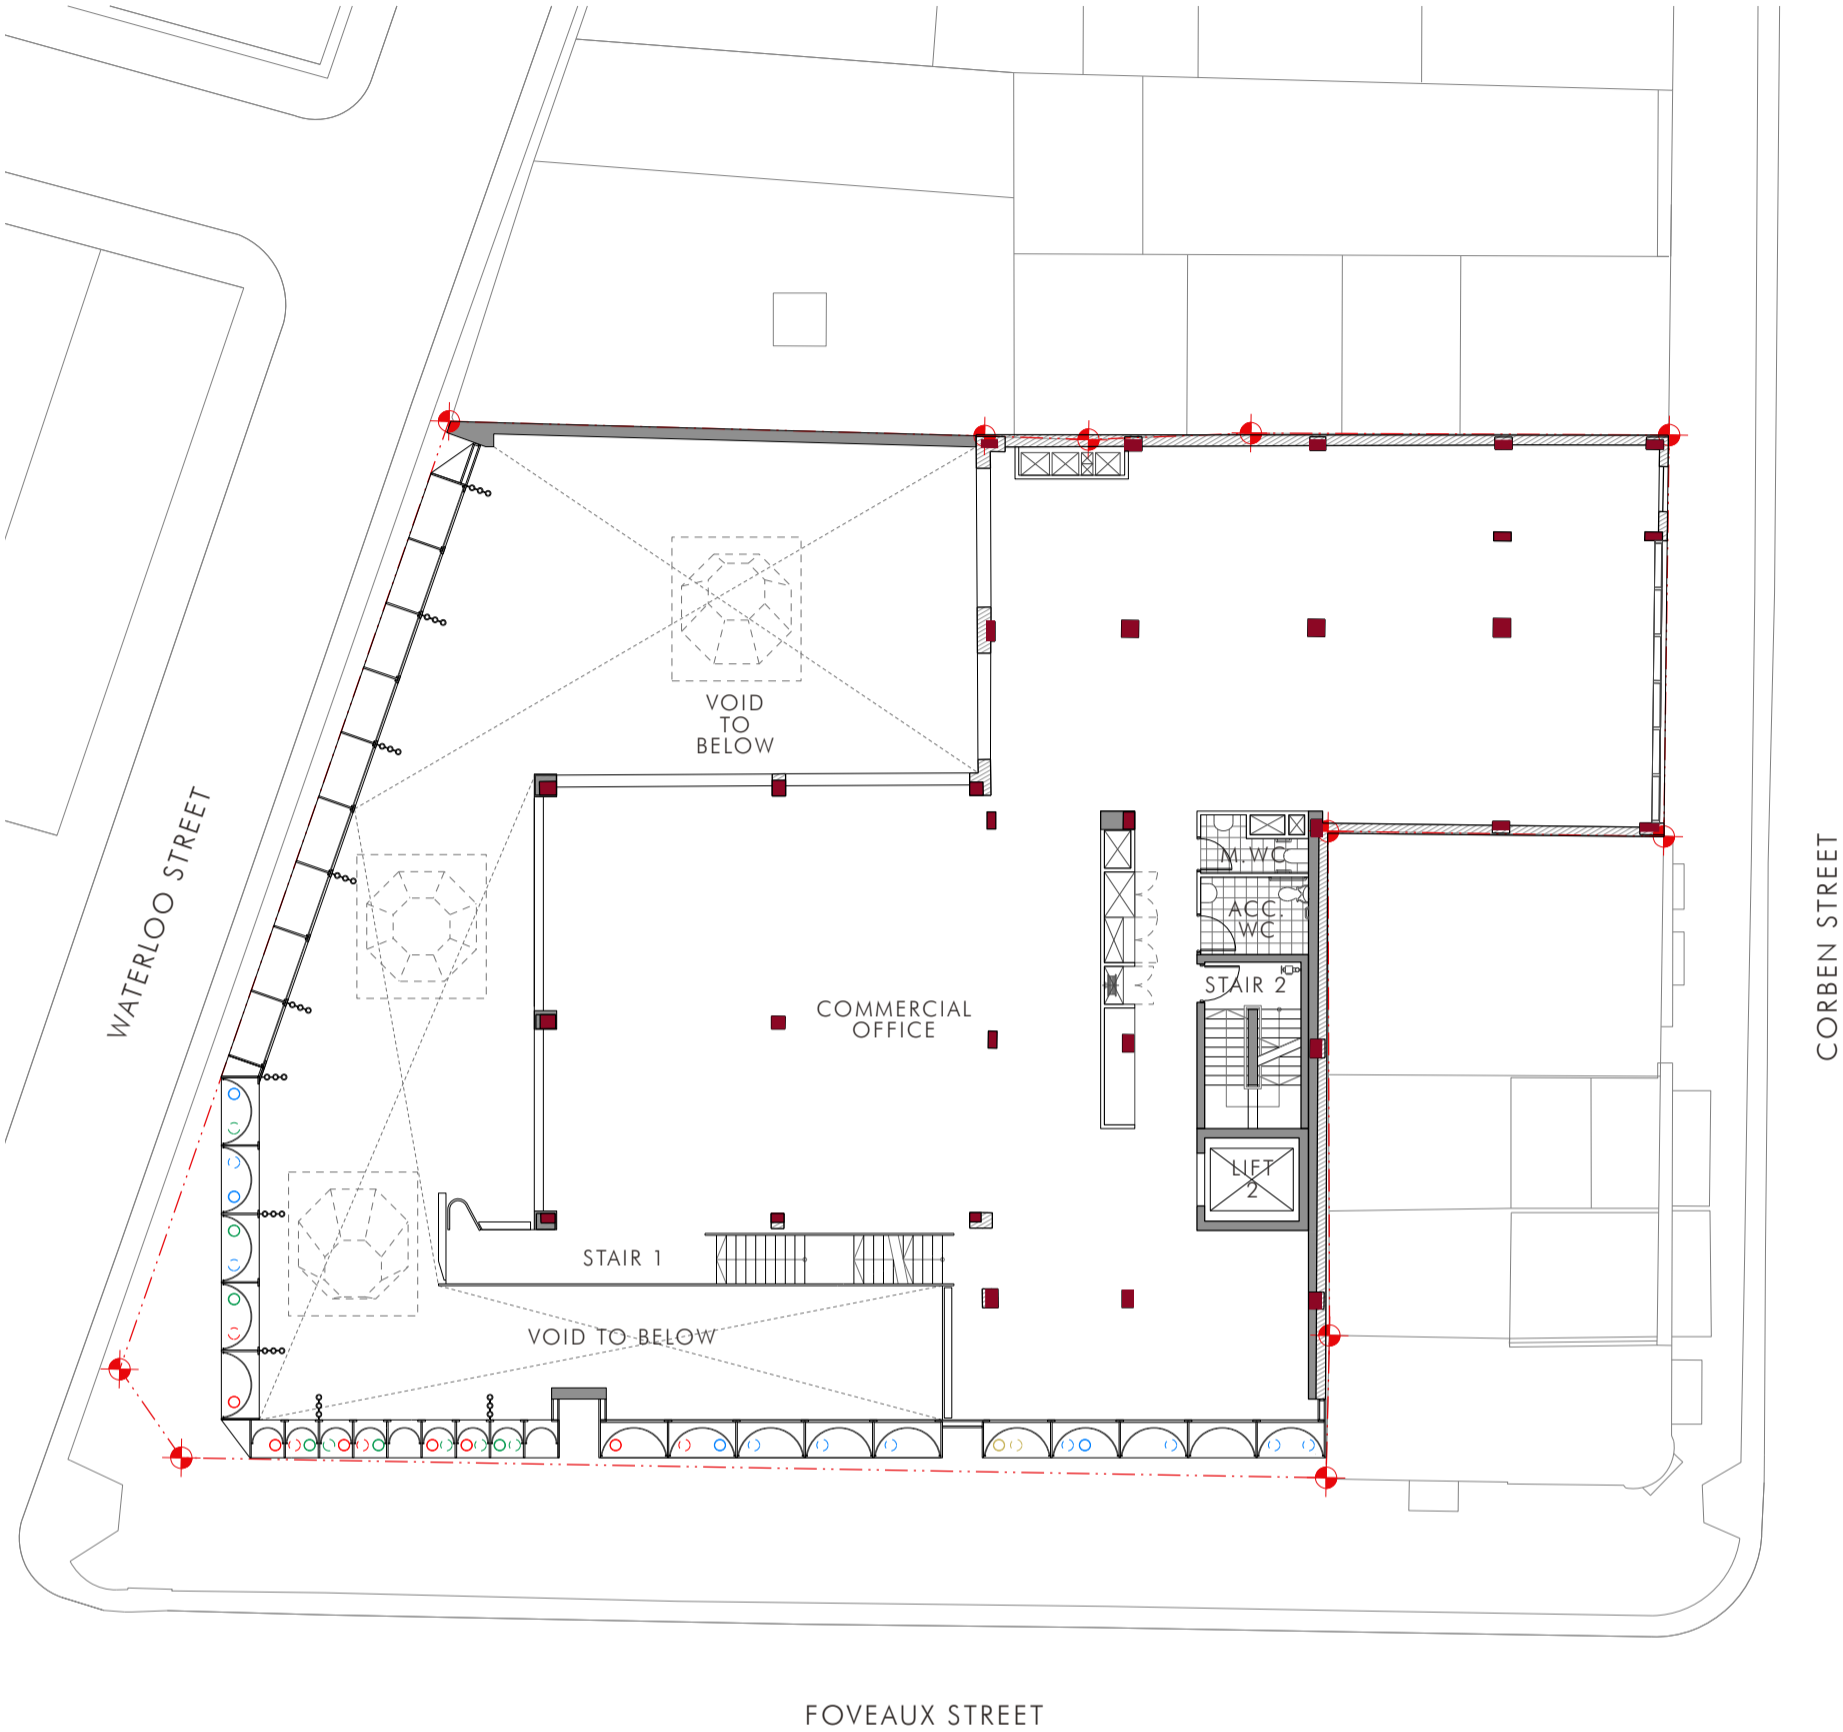 VOID
TO
BELOW
WATERLOO STREET
CORBEN STREET
M.WC
ACC.
WC
STAIR 2
COMMERCIAL
OFFICE
LIFT
2
STAIR 1
VOID TO BELOW
FOVEAUX STREET